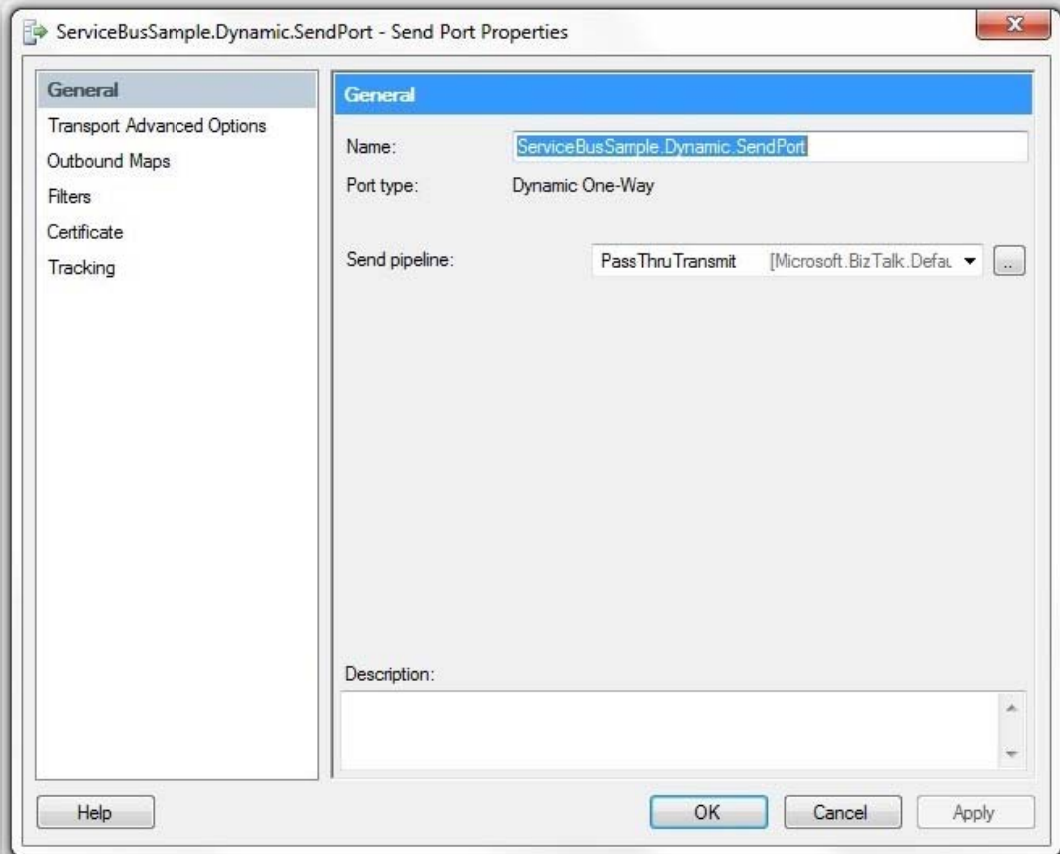 ServiceBusSample.Dynamic.SendPort - Send Port Properties
General
Transport Advanced Options
Outbound Maps
Filters
Certificate
Tracking
General
Name: ServiceBusSample.Dynamic.SendPort
Port type: Dynamic One-Way
Send pipeline: PassThruTransmit [Microsoft.BizTalk.Defau ..
Description:
Help OK Cancel Apply